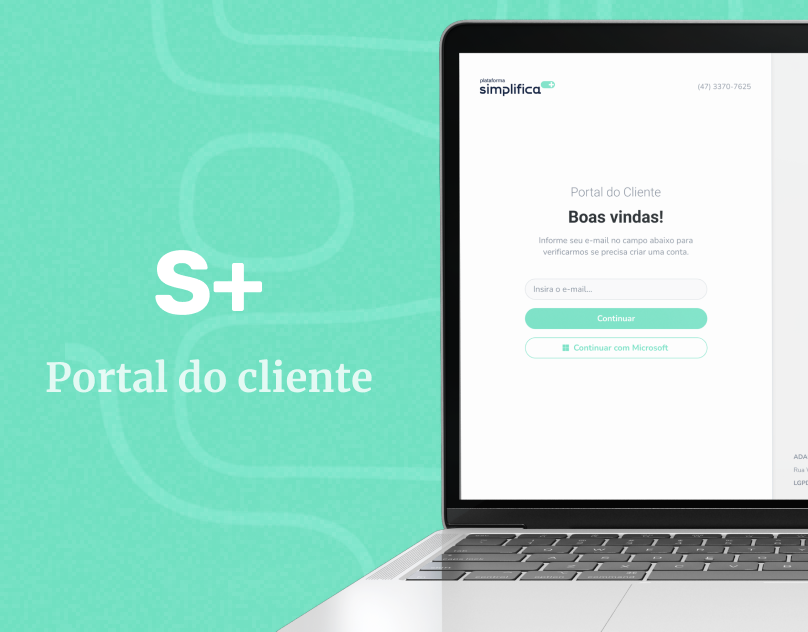 S+
Portal do cliente
plataforma
simplifica
(47) 3370-7625
Portal do Cliente
Boas vindas!
Informe seu e-mail no campo abaixo para
verificarmos se precisa criar uma conta.
Insira o e-mail...
Continuar
Continuar com Microsoft
ADA
Rua
LGPD